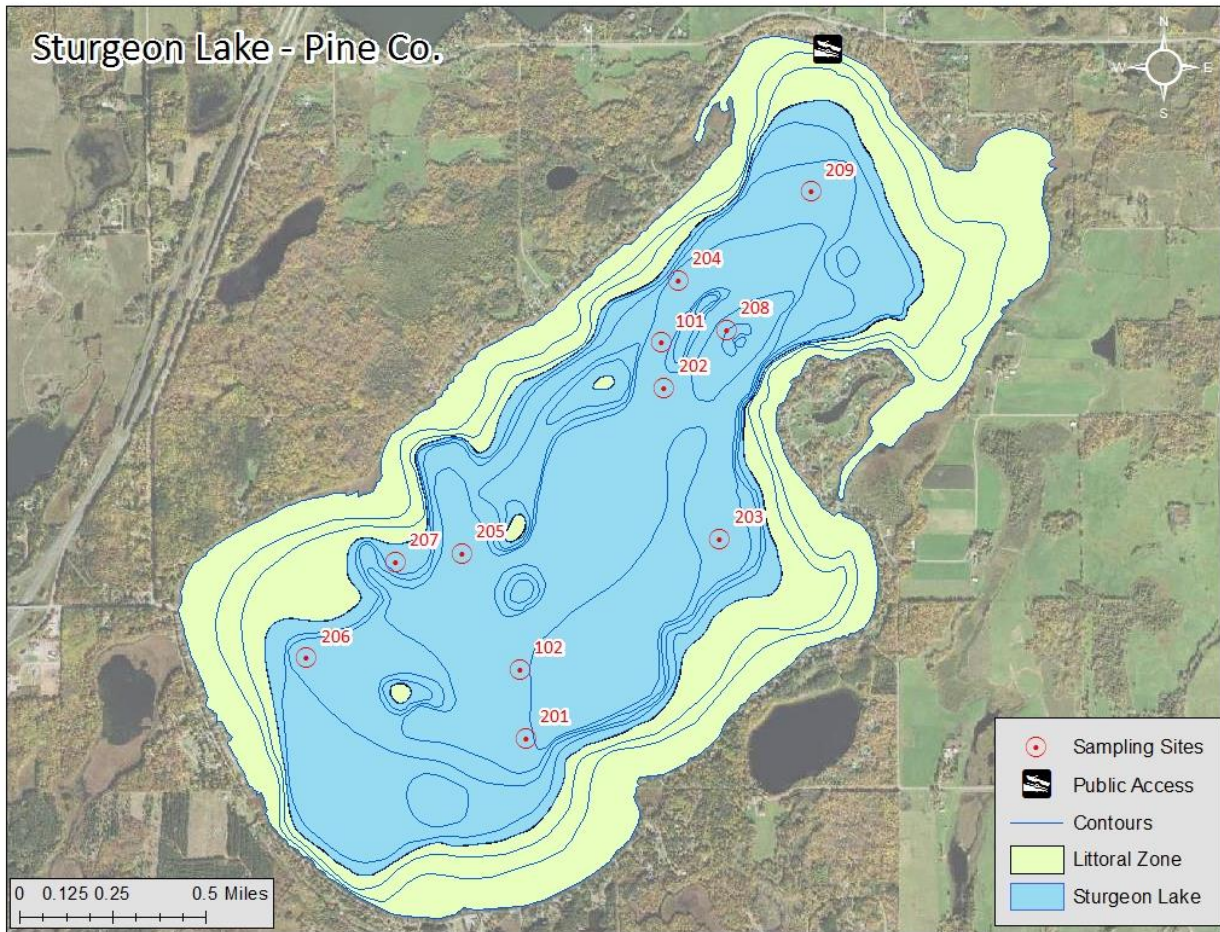 Sturgeon Lake - Pine Co.
N
W E
S
209
204
208
101
202
203
205
207
206
102
201
Sampling Sites
Public Access
Contours
Littoral Zone
Sturgeon Lake
0 0.125 0.25 0.5 Miles